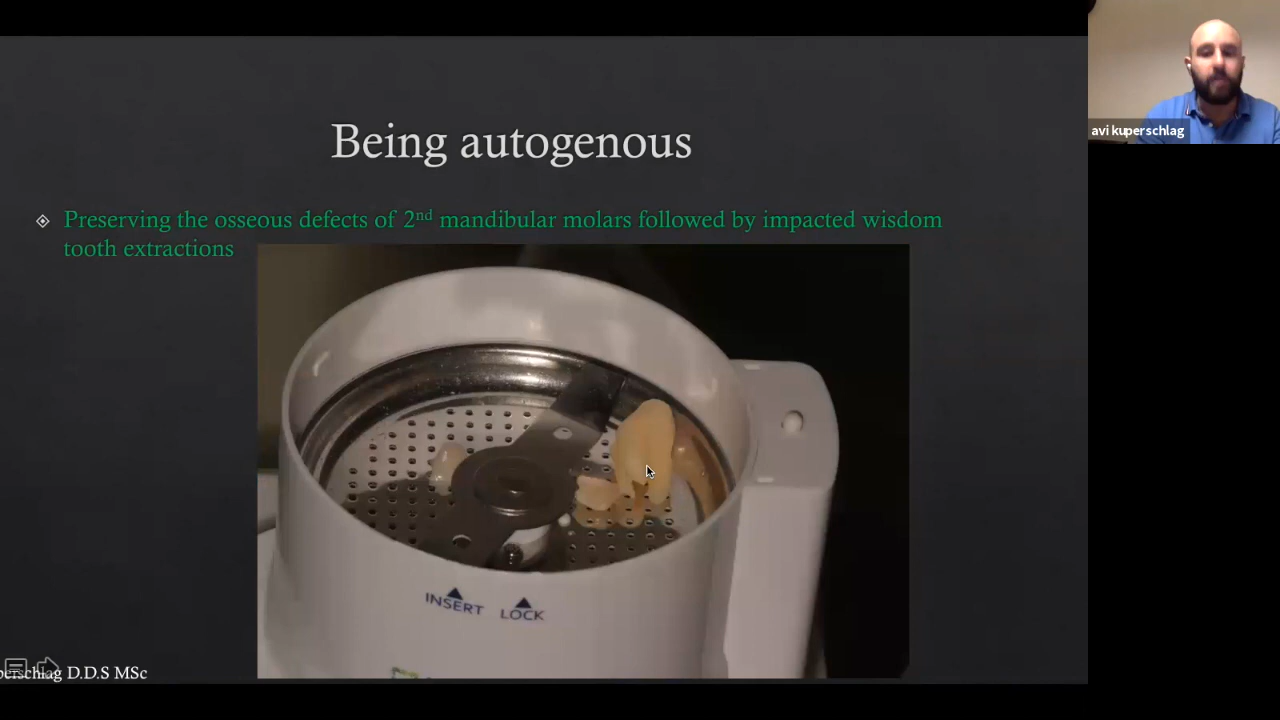 Being autogenous
Preserving the osseous defects of 2nd mandibular molars followed by impacted wisdom
tooth extractions
INSERT LOCK
perschlag D.D.S MSc
avi kuperschlag